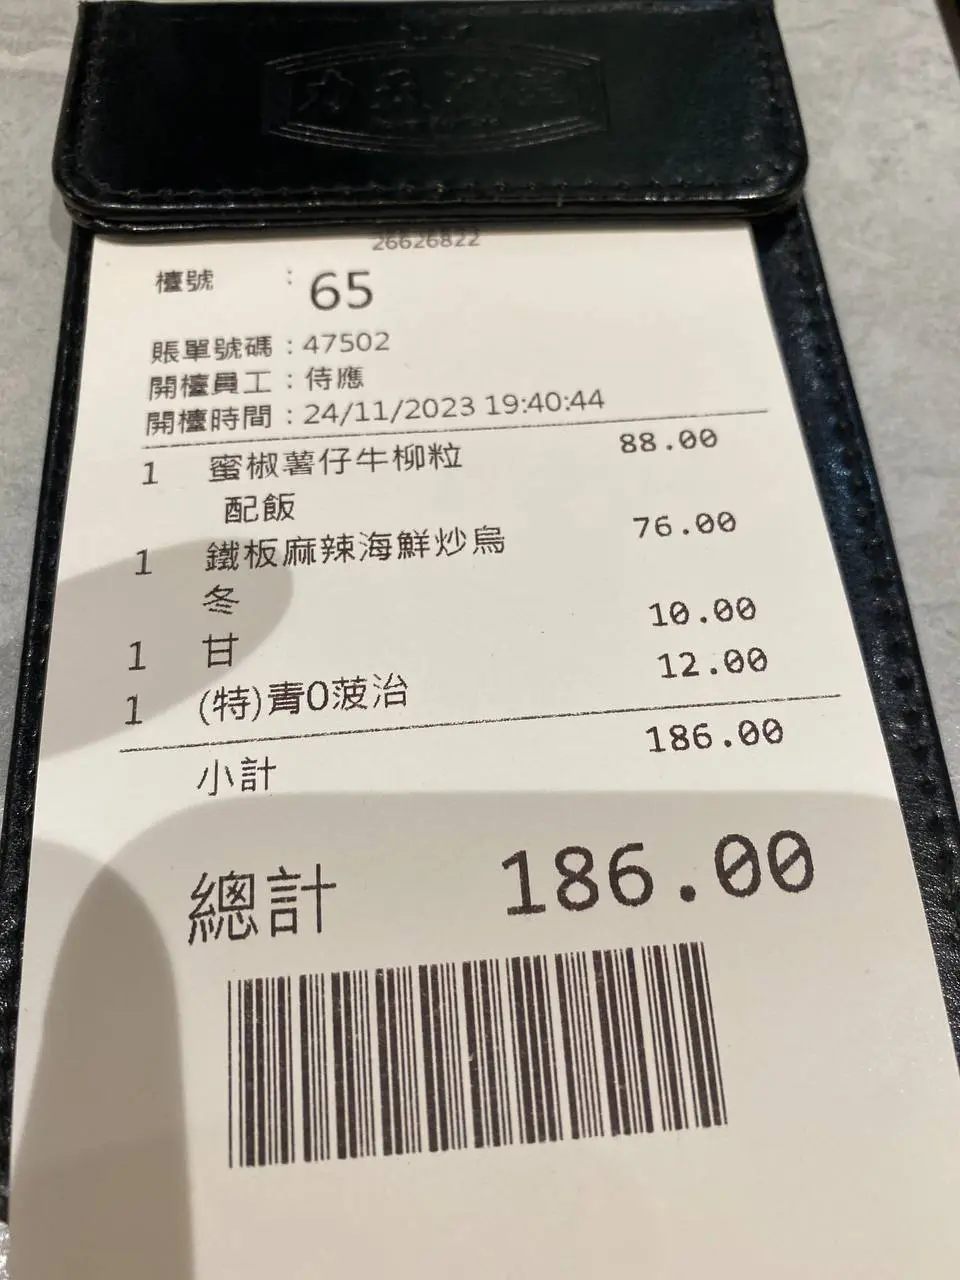 26626822
檯號 : 65
賬單號碼 : 47502
開檯員工 : 侍應
開檯時間 : 24/11/2023 19:40:44
1 蜜椒薯仔牛柳粒 88.00
配飯
1 鐵板麻辣海鮮炒烏 76.00
冬
1 甘 10.00
1 (特)青0菠治 12.00
小計 186.00
總計 186.00